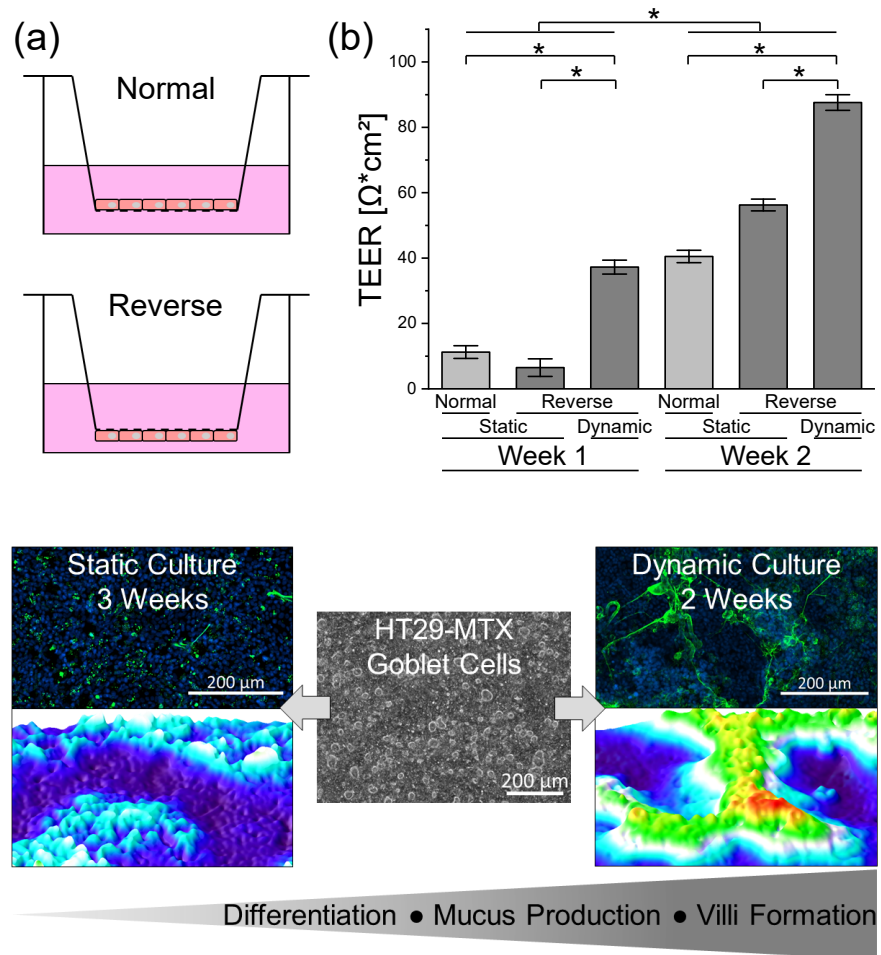 (a)
Normal
Reverse
(b)
*
*
*
*
*
TEER [Ω*cm²]
100
80
60
40
20
0
Normal Reverse Normal Reverse
Static Dynamic Static Dynamic
Week 1 Week 2
Static Culture
3 Weeks
200 µm
HT29-MTX
Goblet Cells
200 µm
Dynamic Culture
2 Weeks
200 µm
Differentiation ● Mucus Production ● Villi Formation